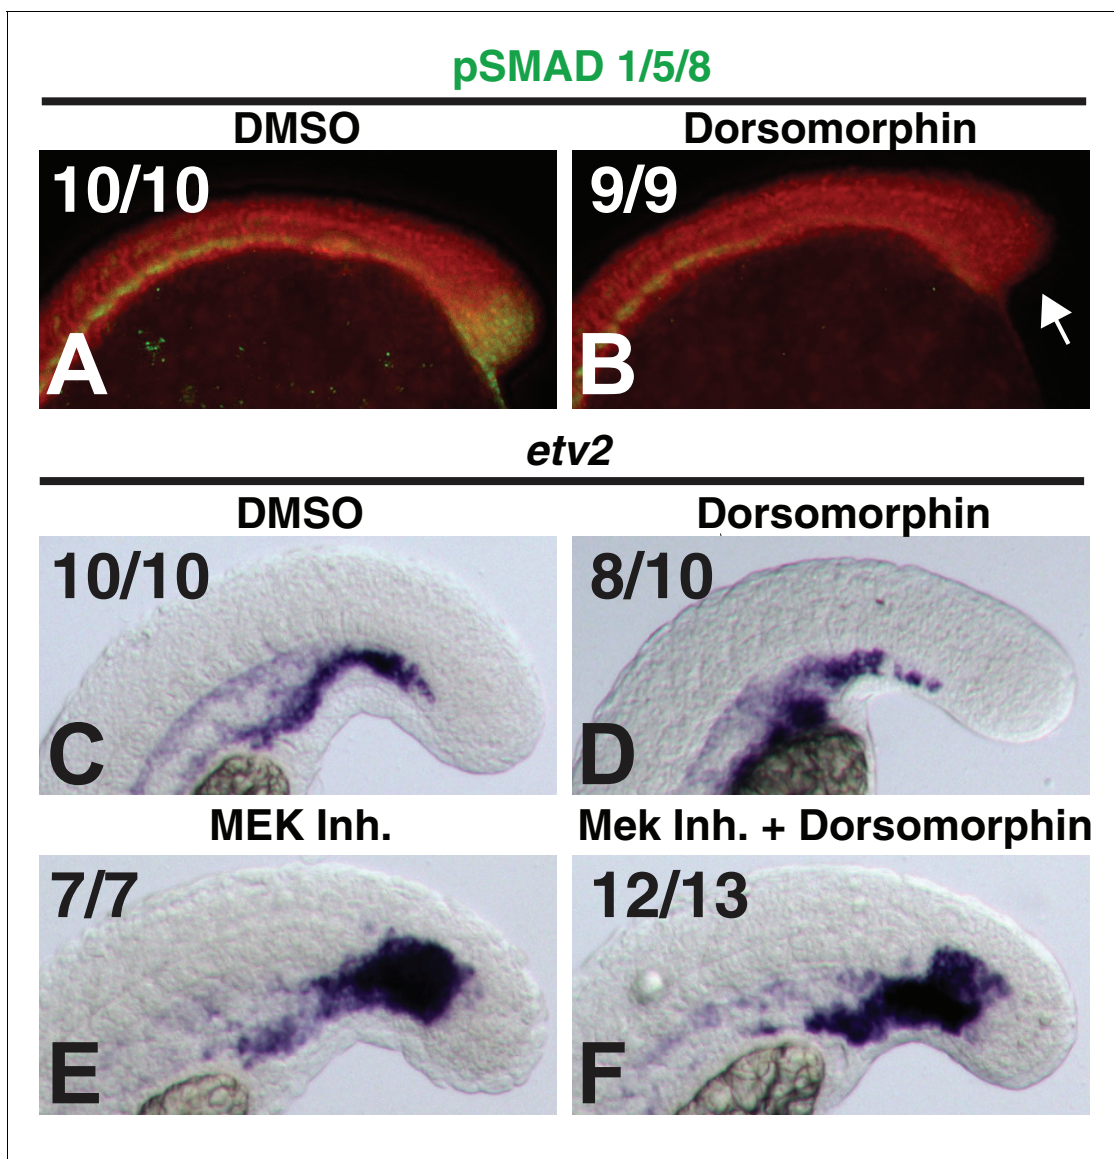 pSMAD 1/5/8
DMSO
Dorsomorphin
10/10
9/9
A
B
etv2
DMSO
Dorsomorphin
10/10
8/10
C
D
MEK Inh.
Mek Inh. + Dorsomorphin
7/7
12/13
E
F